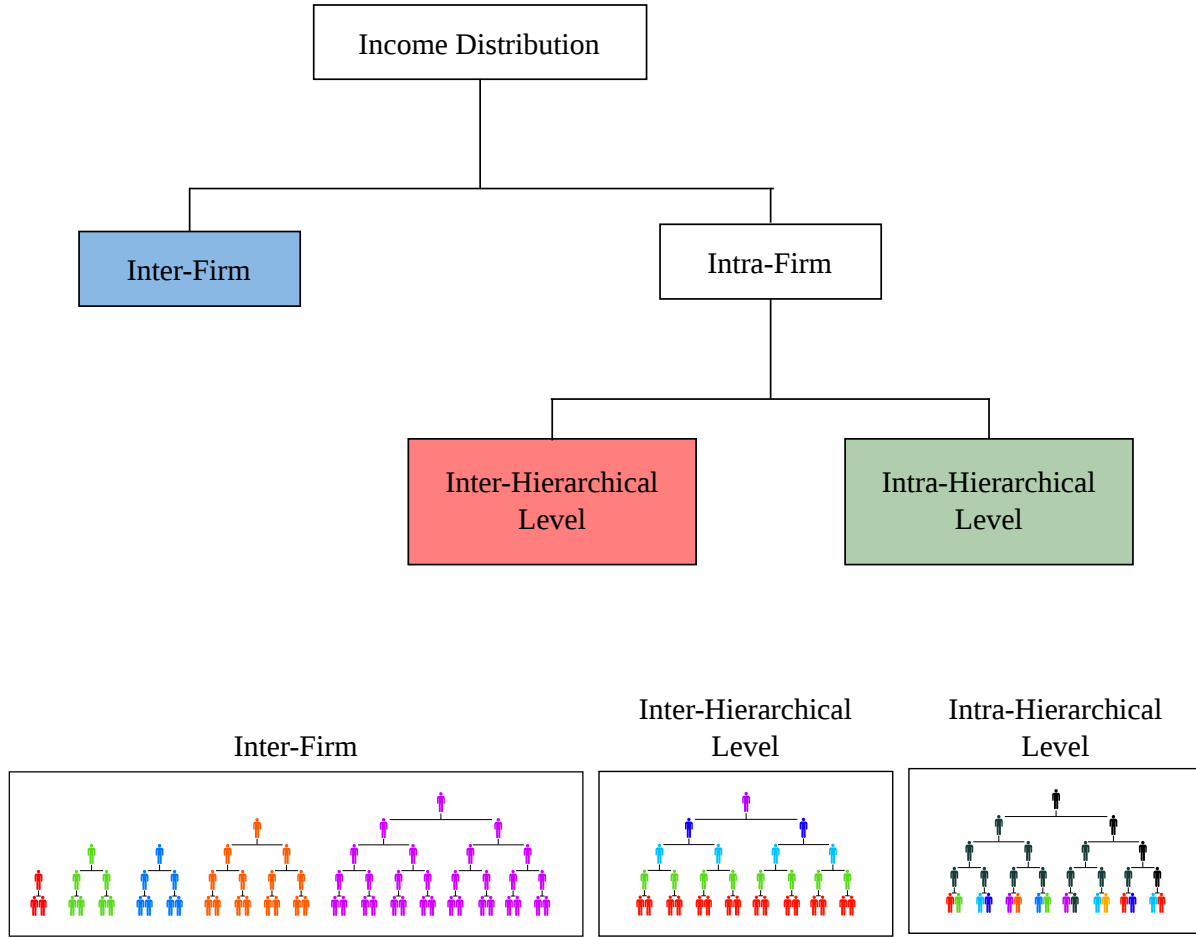 Income Distribution
Inter-Firm
Intra-Firm
Inter-Hierarchical
Level
Intra-Hierarchical
Level
Inter-Firm
Inter-Hierarchical
Level
Intra-Hierarchical
Level